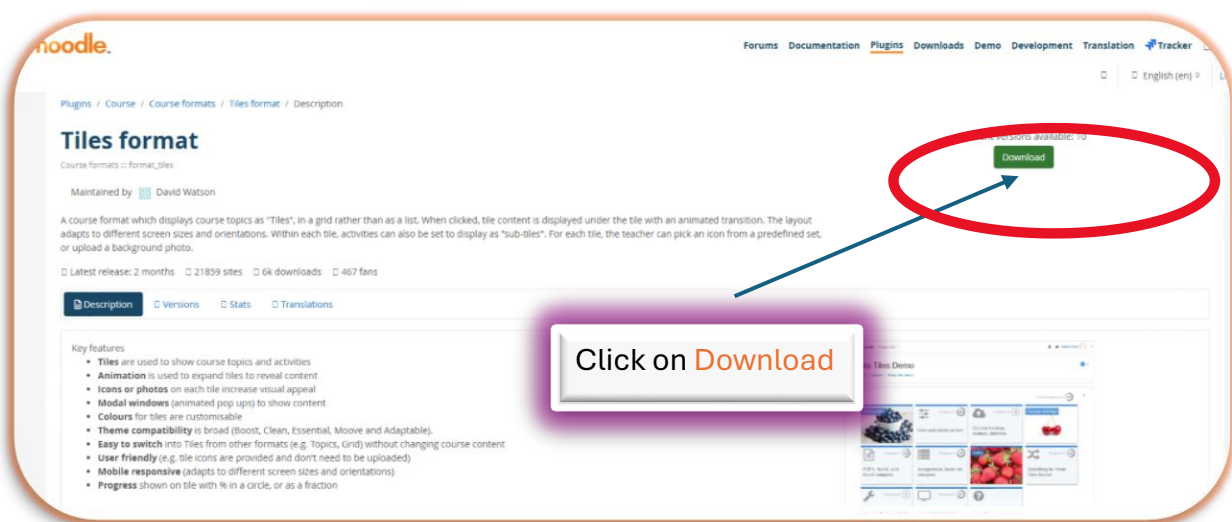 moodle.
Forums Documentation Plugins Downloads Demo Development Translation Tracker
English (en)
Plugins / Course / Course formats / Tiles format / Description
Tiles format
versions available: 10
Course formats ::: format_tiles
Download
Maintained by David Watson
A course format which displays course topics as "Tiles", in a grid rather than as a list. When clicked, tile content is displayed under the tile with an animated transition. The layout
adapts to different screen sizes and orientations. Within each tile, activities can also be set to display as "sub-tiles". For each tile, the teacher can pick an icon from a predefined set,
or upload a background photo.
Latest release: 2 months 21859 sites 6k downloads 467 fans
Description Versions Stats Translations
Click on Download
Key features
• Tiles are used to show course topics and activities
• Animation is used to expand tiles to reveal content
• Icons or photos on each tile increase visual appeal
• Modal windows (animated pop ups) to show content
• Colours for tiles are customisable
• Theme compatibility is broad (Boost, Clean, Essential, Moove and Adaptable).
• Easy to switch into Tiles from other formats (e.g. Topics, Grid) without changing course content
• User friendly (e.g. tile icons are provided and don't need to be uploaded)
• Mobile responsive (adapts to different screen sizes and orientations)
• Progress shown on tile with % in a circle, or as a fraction
Tiles Demo